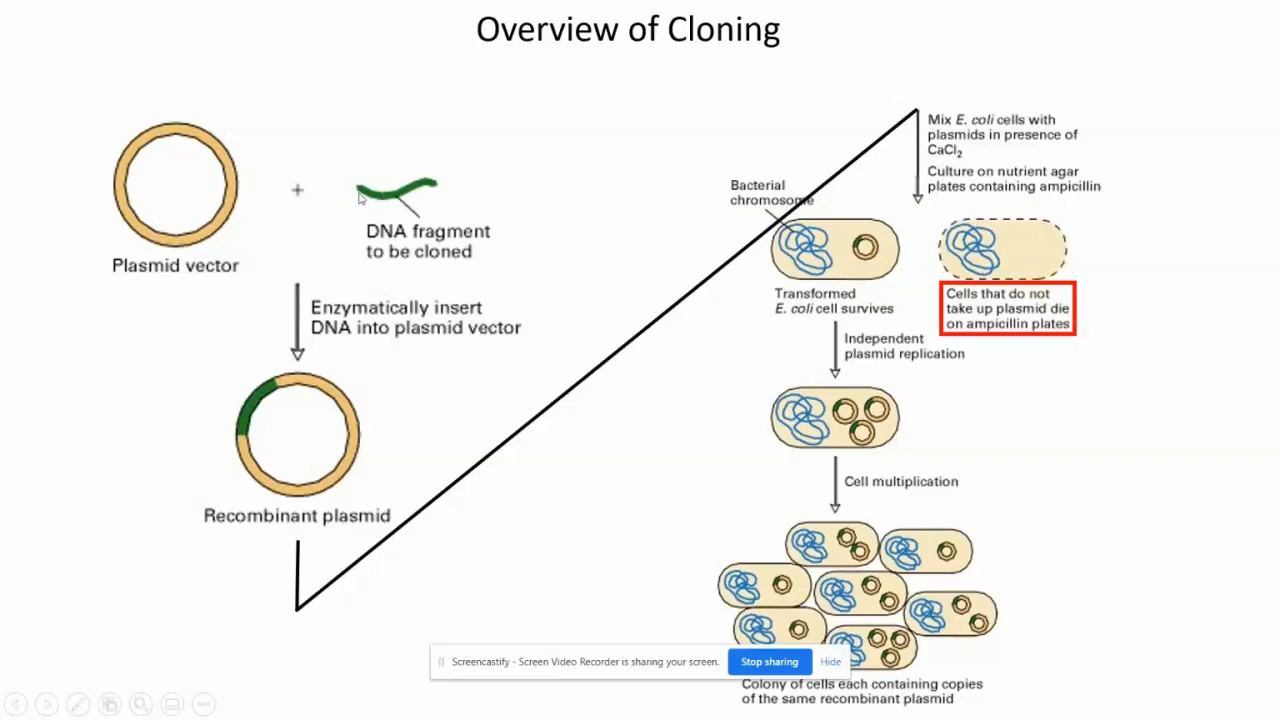 Overview of Cloning
+
DNA fragment
to be cloned
Plasmid vector
Enzymatically insert
DNA into plasmid vector
Recombinant plasmid
Mix E. coli cells with
plasmids in presence of
CaCl₂
Culture on nutrient agar
plates containing ampicillin
Bacterial
chromosome
Transformed
E. coli cell survives
Cells that do not
take up plasmid die
on ampicillin plates
Independent
plasmid replication
Cell multiplication
Screencastify - Screen Video Recorder is sharing your screen.
Stop sharing
Hide
Colony of cells each containing copies
of the same recombinant plasmid